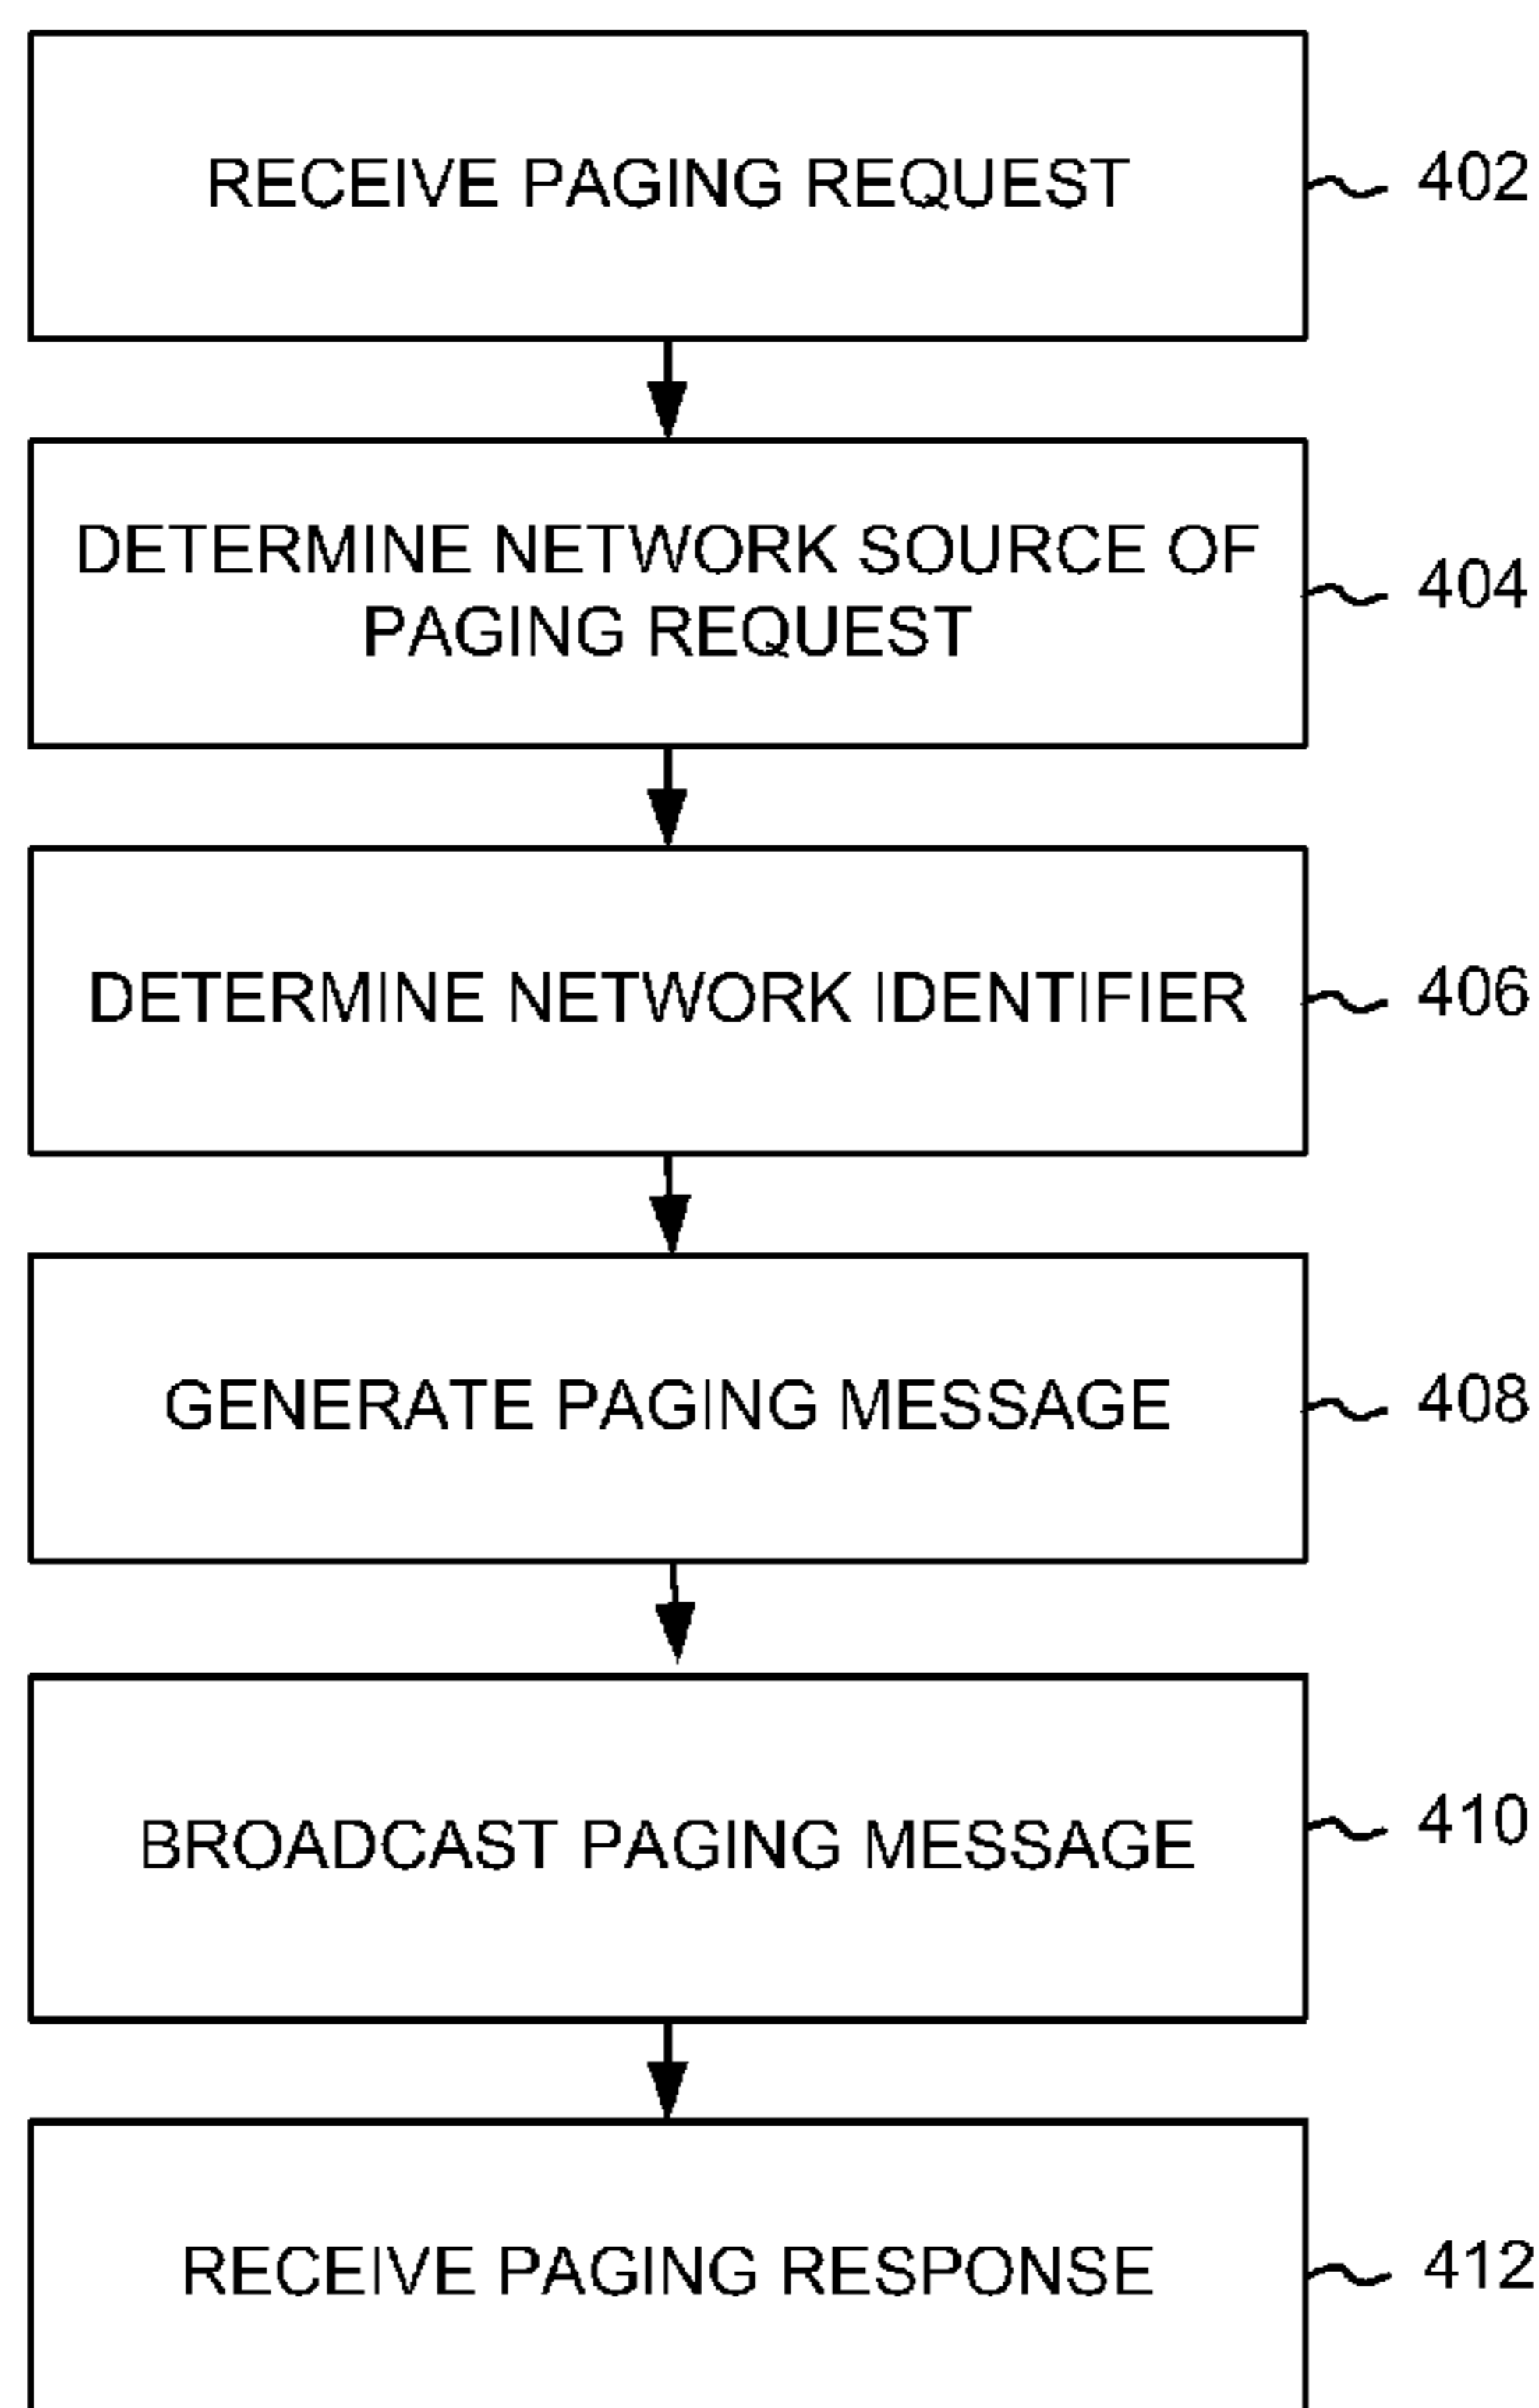 RECEIVE PAGING REQUEST
402
DETERMINE NETWORK SOURCE OF
PAGING REQUEST
404
DETERMINE NETWORK IDENTIFIER
406
GENERATE PAGING MESSAGE
408
BROADCAST PAGING MESSAGE
410
RECEIVE PAGING RESPONSE
412